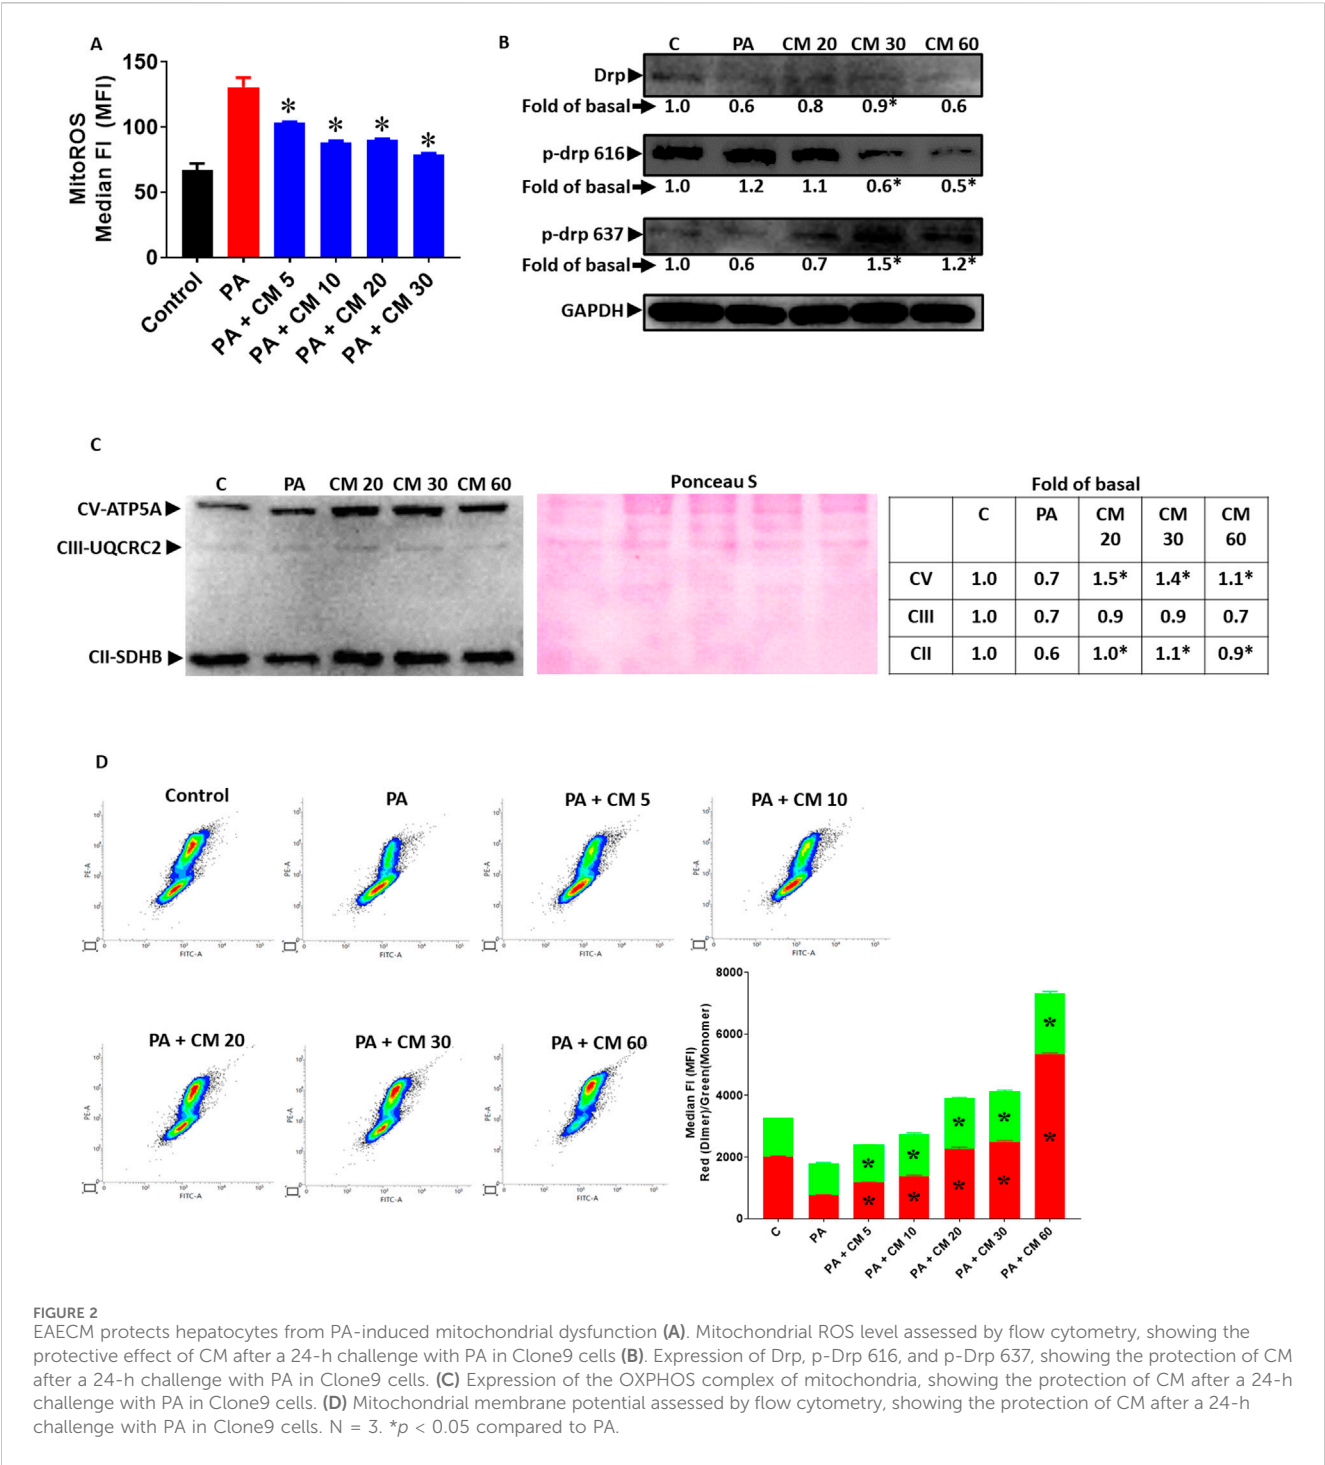 A
150
100
50
0
MitoROS
Median FI (MFI)
* * * *
Control
PA
PA + CM 5
PA + CM 10
PA + CM 20
PA + CM 30
B
C PA CM 20 CM 30 CM 60
Drp
Fold of basal 1.0 0.6 0.8 0.9* 0.6
p-drp 616
Fold of basal 1.0 1.2 1.1 0.6* 0.5*
p-drp 637
Fold of basal 1.0 0.6 0.7 1.5* 1.2*
GAPDH
C
C PA CM 20 CM 30 CM 60
CV-ATP5A
CIII-UQCRC2
CII-SDHB
Ponceau S
Fold of basal
C PA CM 20 CM 30 CM 60
CV 1.0 0.7 1.5* 1.4* 1.1*
CIII 1.0 0.7 0.9 0.9 0.7
CII 1.0 0.6 1.0* 1.1* 0.9*
D
Control
PE-A
FITC-A
PA
PE-A
FITC-A
PA + CM 5
PE-A
FITC-A
PA + CM 10
PE-A
FITC-A
PA + CM 20
PE-A
FITC-A
PA + CM 30
PE-A
FITC-A
PA + CM 60
PE-A
FITC-A
8000
6000
4000
2000
0
Median FI (MFI)
Red (Dimer)/Green(Monomer)
* * * * *
* * * * *
C
PA
PA + CM 5
PA + CM 10
PA + CM 20
PA + CM 30
PA + CM 60
FIGURE 2
EAECM protects hepatocytes from PA-induced mitochondrial dysfunction (A). Mitochondrial ROS level assessed by flow cytometry, showing the
protective effect of CM after a 24-h challenge with PA in Clone9 cells (B). Expression of Drp, p-Drp 616, and p-Drp 637, showing the protection of CM
after a 24-h challenge with PA in Clone9 cells. (C) Expression of the OXPHOS complex of mitochondria, showing the protection of CM after a 24-h
challenge with PA in Clone9 cells. (D) Mitochondrial membrane potential assessed by flow cytometry, showing the protection of CM after a 24-h
challenge with PA in Clone9 cells. N = 3. *p < 0.05 compared to PA.